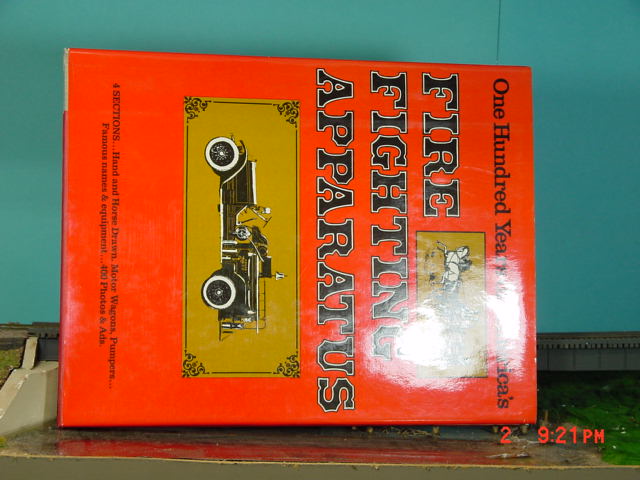 One Hundred Years
FIRE
FIGHTING
APPARATUS
4 SECTIONS...Hand and Horse Drawn, Motor Wagons, Pumpers...
Famous names & equipment...400 Photos & Ads.
2 9:21PM